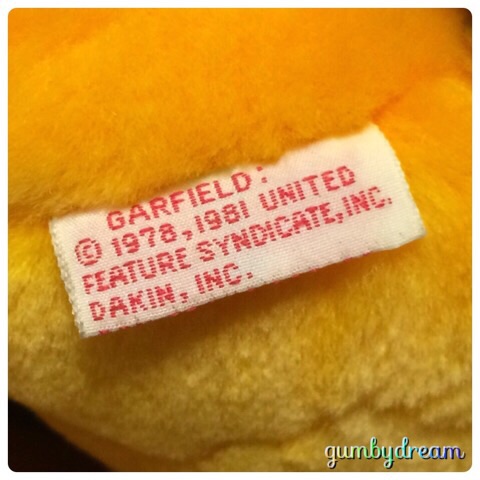 GARFIELD:
© 1978, 1981 UNITED
FEATURE SYNDICATE, INC.
DAKIN, INC.
gumbydream